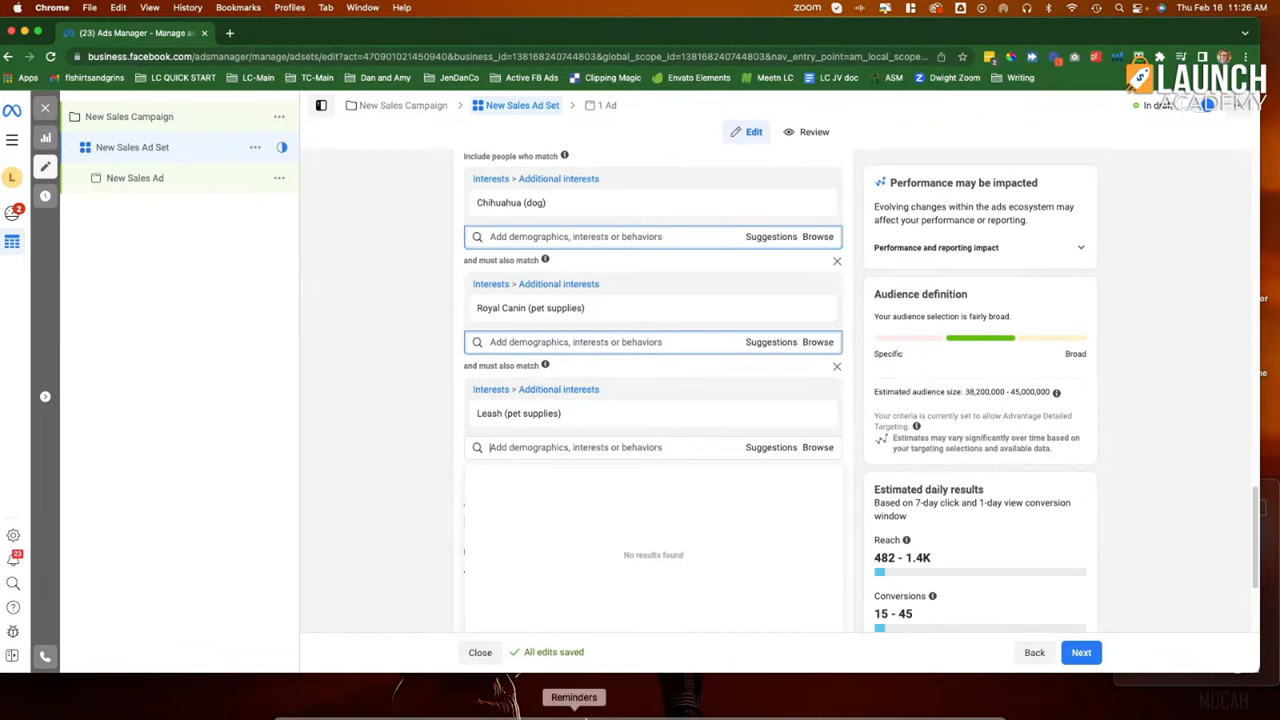 Chrome File Edit View History Bookmarks Profiles Tab Window Help
zoom
Thu Feb 16 11:26 AM
(23) Ads Manager - Manage ac
business.facebook.com/adsmanager/manage/adsets/edit?act=470901021450940&business_id=138168240744803&global_scope_id=138168240744803&nav_entry_point=am_local_scope...
Apps flshirtsandgrins LC QUICK START LC-Main TC-Main Dan and Amy JenDanCo Active FB Ads Clipping Magic Envato Elements Meetn LC LC JV doc ASM Dwight Zoom Writing
LAUNCH
ACADEMY
New Sales Campaign
New Sales Ad Set
1 Ad
In dra
Edit
Review
New Sales Campaign
New Sales Ad Set
New Sales Ad
L
2
23
Include people who match
Interests > Additional interests
Chihuahua (dog)
Add demographics, interests or behaviors Suggestions Browse
and must also match
Interests > Additional interests
Royal Canin (pet supplies)
Add demographics, interests or behaviors Suggestions Browse
and must also match
Interests > Additional interests
Leash (pet supplies)
Add demographics, interests or behaviors Suggestions Browse
No results found
Performance may be impacted
Evolving changes within the ads ecosystem may
affect your performance or reporting.
Performance and reporting impact
Audience definition
Your audience selection is fairly broad.
Specific Broad
Estimated audience size: 38,200,000 - 45,000,000
Your criteria is currently set to allow Advantage Detailed
Targeting.
Estimates may vary significantly over time based on
your targeting selections and available data.
Estimated daily results
Based on 7-day click and 1-day view conversion
window
Reach
482 - 1.4K
Conversions
15 - 45
Close
All edits saved
Back
Next
Reminders